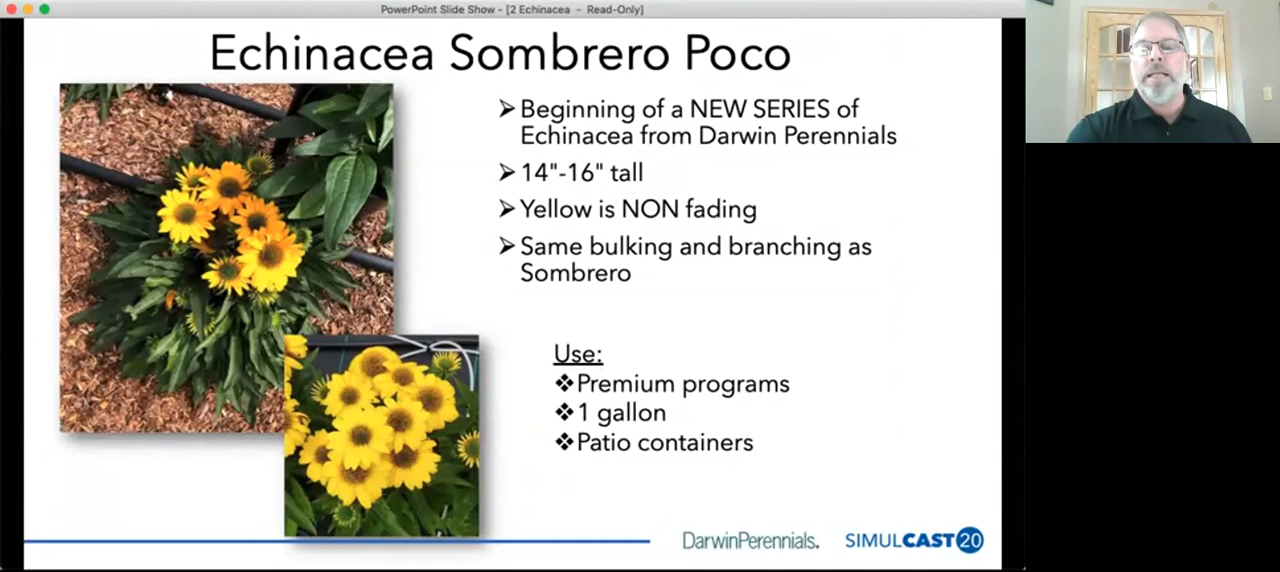 PowerPoint Slide Show - [2 Echinacea - Read-Only]
Echinacea Sombrero Poco
Beginning of a NEW SERIES of
Echinacea from Darwin Perennials
14"-16" tall
Yellow is NON fading
Same bulking and branching as
Sombrero
Use:
Premium programs
1 gallon
Patio containers
DarwinPerennials.
SIMULCAST20